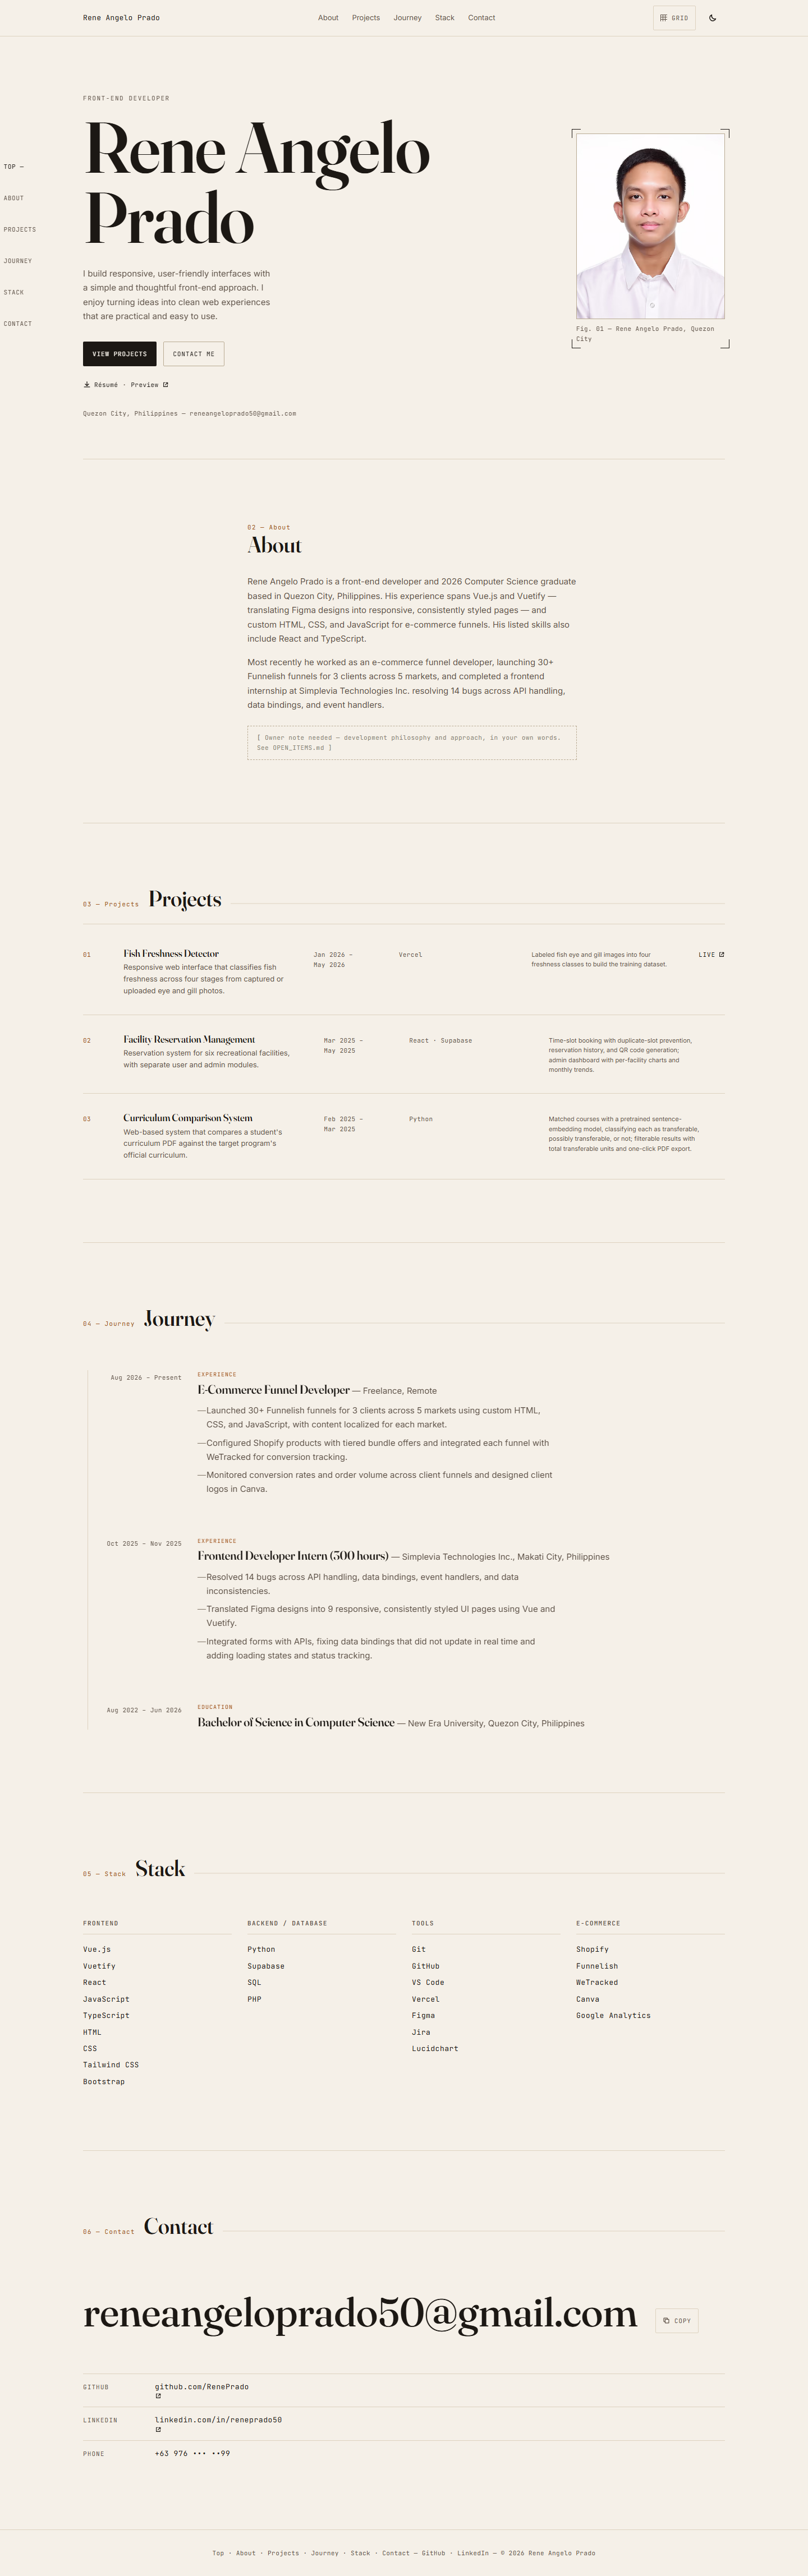 Rene Angelo Prado
About Projects Journey Stack Contact
GRID
FRONT-END DEVELOPER
Rene Angelo
Prado
TOP —
ABOUT
PROJECTS
JOURNEY
STACK
CONTACT
I build responsive, user-friendly interfaces with
a simple and thoughtful front-end approach. I
enjoy turning ideas into clean web experiences
that are practical and easy to use.
VIEW PROJECTS CONTACT ME
Résumé · Preview
Quezon City, Philippines — reneangeloprado50@gmail.com
Fig. 01 — Rene Angelo Prado, Quezon
City
02 — About
About
Rene Angelo Prado is a front-end developer and 2026 Computer Science graduate
based in Quezon City, Philippines. His experience spans Vue.js and Vuetify —
translating Figma designs into responsive, consistently styled pages — and
custom HTML, CSS, and JavaScript for e-commerce funnels. His listed skills also
include React and TypeScript.
Most recently he worked as an e-commerce funnel developer, launching 30+
Funnelish funnels for 3 clients across 5 markets, and completed a frontend
internship at Simplevia Technologies Inc. resolving 14 bugs across API handling,
data bindings, and event handlers.
[ Owner note needed — development philosophy and approach, in your own words.
See OPEN_ITEMS.md ]
03 — Projects Projects
01
Fish Freshness Detector
Responsive web interface that classifies fish
freshness across four stages from captured or
uploaded eye and gill photos.
Jan 2026 –
May 2026
Vercel
Labeled fish eye and gill images into four
freshness classes to build the training dataset.
LIVE
02
Facility Reservation Management
Reservation system for six recreational facilities,
with separate user and admin modules.
Mar 2025 –
May 2025
React · Supabase
Time-slot booking with duplicate-slot prevention,
reservation history, and QR code generation;
admin dashboard with per-facility charts and
monthly trends.
03
Curriculum Comparison System
Web-based system that compares a student's
curriculum PDF against the target program's
official curriculum.
Feb 2025 –
Mar 2025
Python
Matched courses with a pretrained sentence-
embedding model, classifying each as transferable,
possibly transferable, or not; filterable results with
total transferable units and one-click PDF export.
04 — Journey Journey
Aug 2026 – Present
EXPERIENCE
E-Commerce Funnel Developer — Freelance, Remote
—Launched 30+ Funnelish funnels for 3 clients across 5 markets using custom HTML,
CSS, and JavaScript, with content localized for each market.
—Configured Shopify products with tiered bundle offers and integrated each funnel with
WeTracked for conversion tracking.
—Monitored conversion rates and order volume across client funnels and designed client
logos in Canva.
Oct 2025 – Nov 2025
EXPERIENCE
Frontend Developer Intern (300 hours) — Simplevia Technologies Inc., Makati City, Philippines
—Resolved 14 bugs across API handling, data bindings, event handlers, and data
inconsistencies.
—Translated Figma designs into 9 responsive, consistently styled UI pages using Vue and
Vuetify.
—Integrated forms with APIs, fixing data bindings that did not update in real time and
adding loading states and status tracking.
Aug 2022 – Jun 2026
EDUCATION
Bachelor of Science in Computer Science — New Era University, Quezon City, Philippines
05 — Stack Stack
FRONTEND
Vue.js
Vuetify
React
JavaScript
TypeScript
HTML
CSS
Tailwind CSS
Bootstrap
BACKEND / DATABASE
Python
Supabase
SQL
PHP
TOOLS
Git
GitHub
VS Code
Vercel
Figma
Jira
Lucidchart
E-COMMERCE
Shopify
Funnelish
WeTracked
Canva
Google Analytics
06 — Contact Contact
reneangeloprado50@gmail.com
COPY
GITHUB github.com/RenePrado
LINKEDIN linkedin.com/in/reneprado50
PHONE +63 976 ••• ••99
Top · About · Projects · Journey · Stack · Contact — GitHub · LinkedIn — © 2026 Rene Angelo Prado